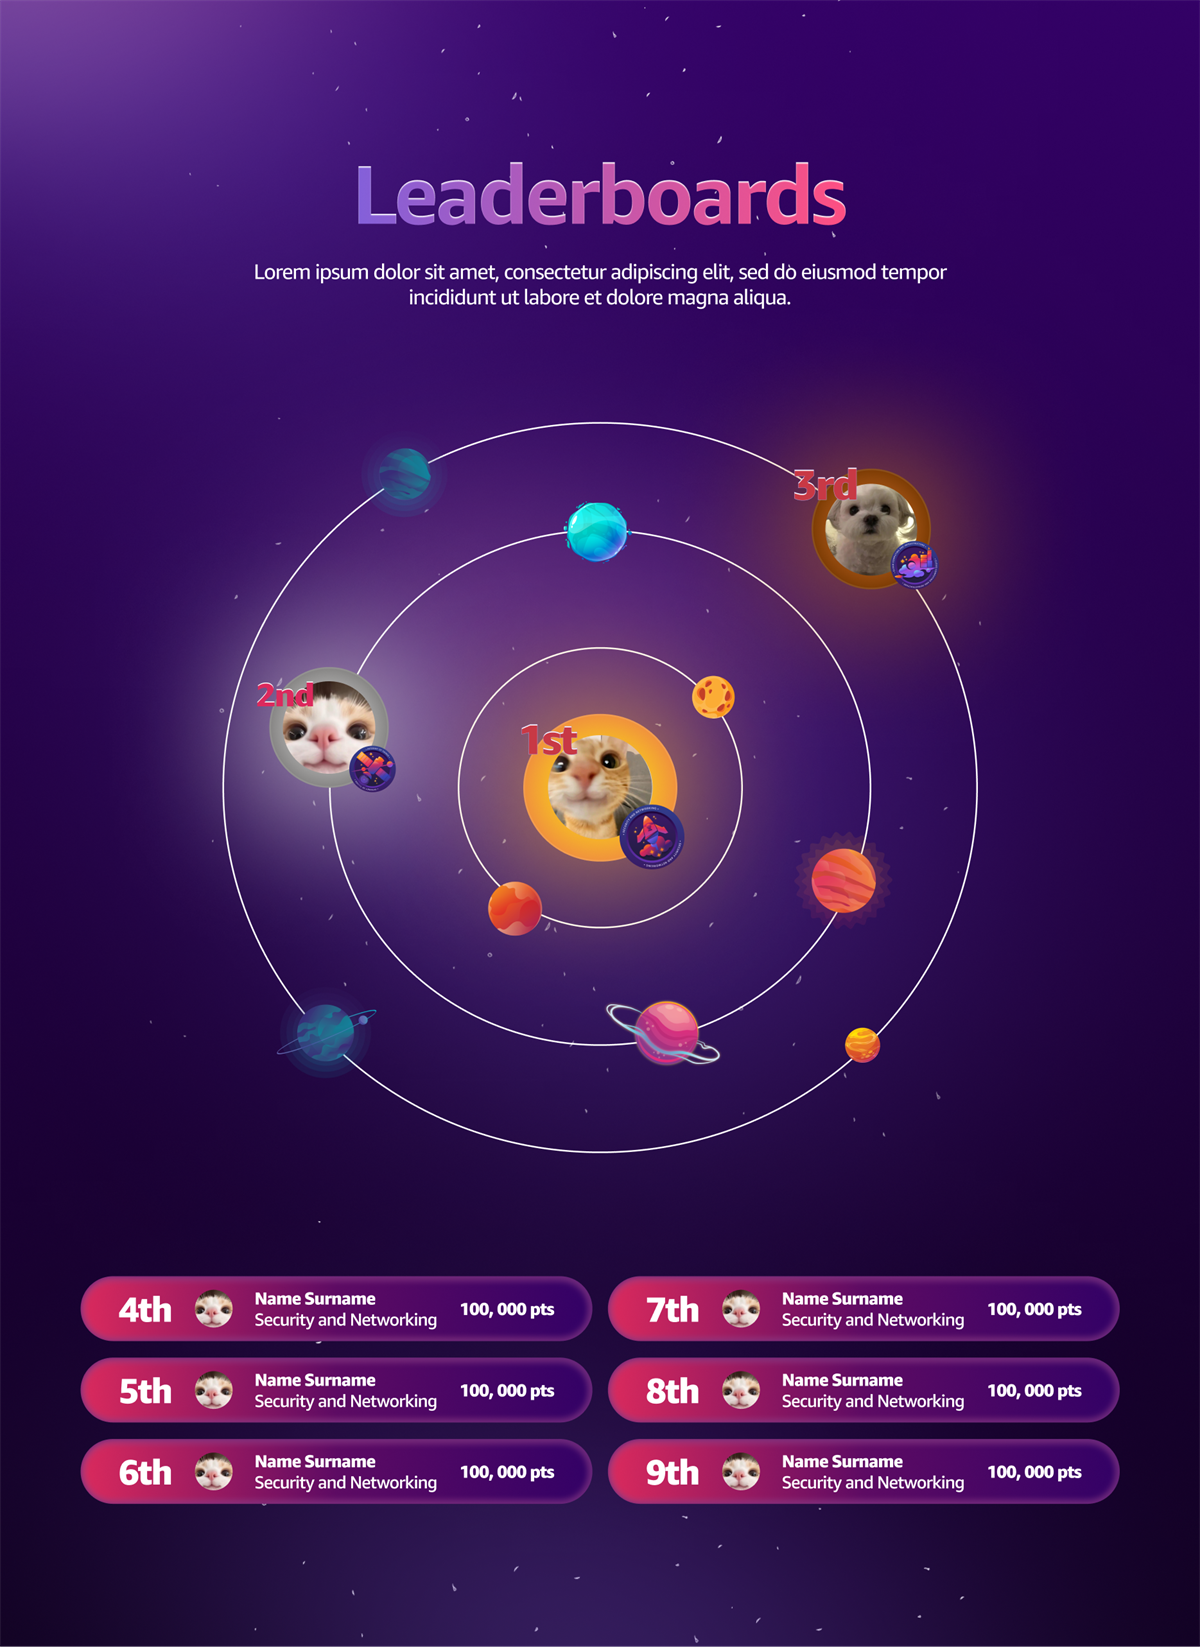 Leaderboards
Lorem ipsum dolor sit amet, consectetur adipiscing elit, sed do eiusmod tempor
incididunt ut labore et dolore magna aliqua.
3rd
2nd
1st
4th
Name Surname
Security and Networking
100, 000 pts
5th
Name Surname
Security and Networking
100, 000 pts
6th
Name Surname
Security and Networking
100, 000 pts
7th
Name Surname
Security and Networking
100, 000 pts
8th
Name Surname
Security and Networking
100, 000 pts
9th
Name Surname
Security and Networking
100, 000 pts